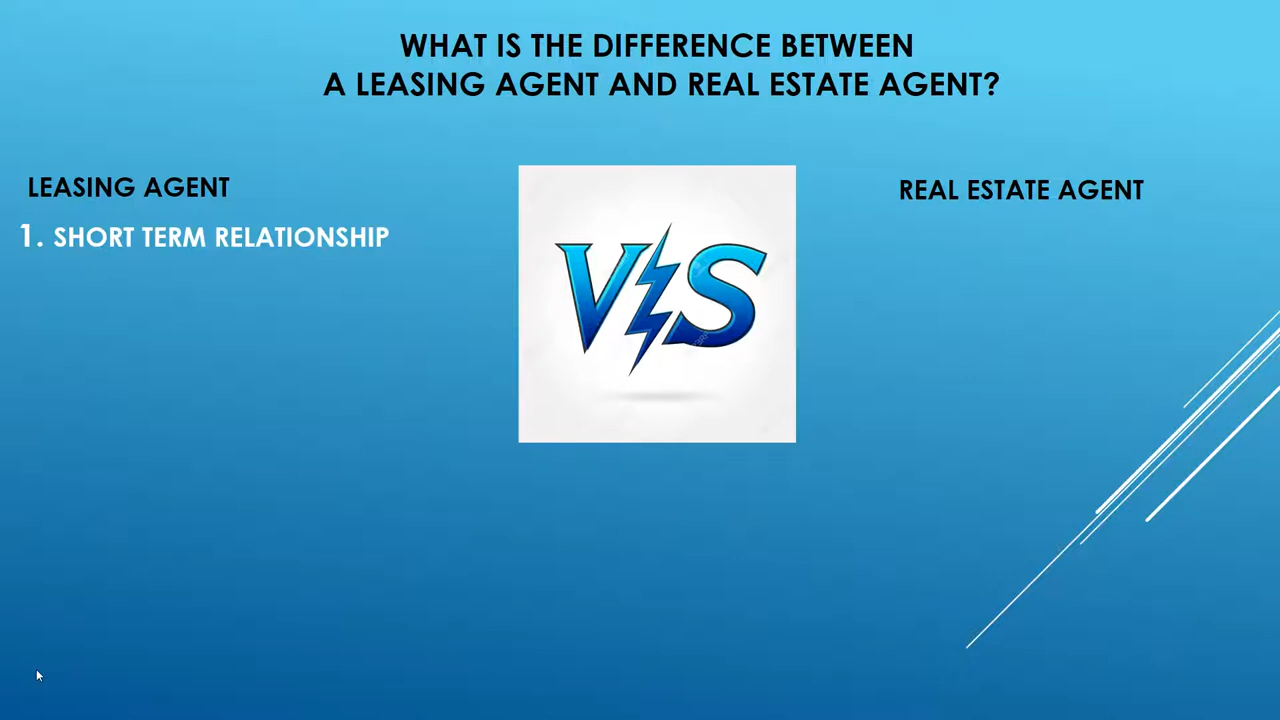 WHAT IS THE DIFFERENCE BETWEEN
A LEASING AGENT AND REAL ESTATE AGENT?
LEASING AGENT
1. SHORT TERM RELATIONSHIP
VS
REAL ESTATE AGENT